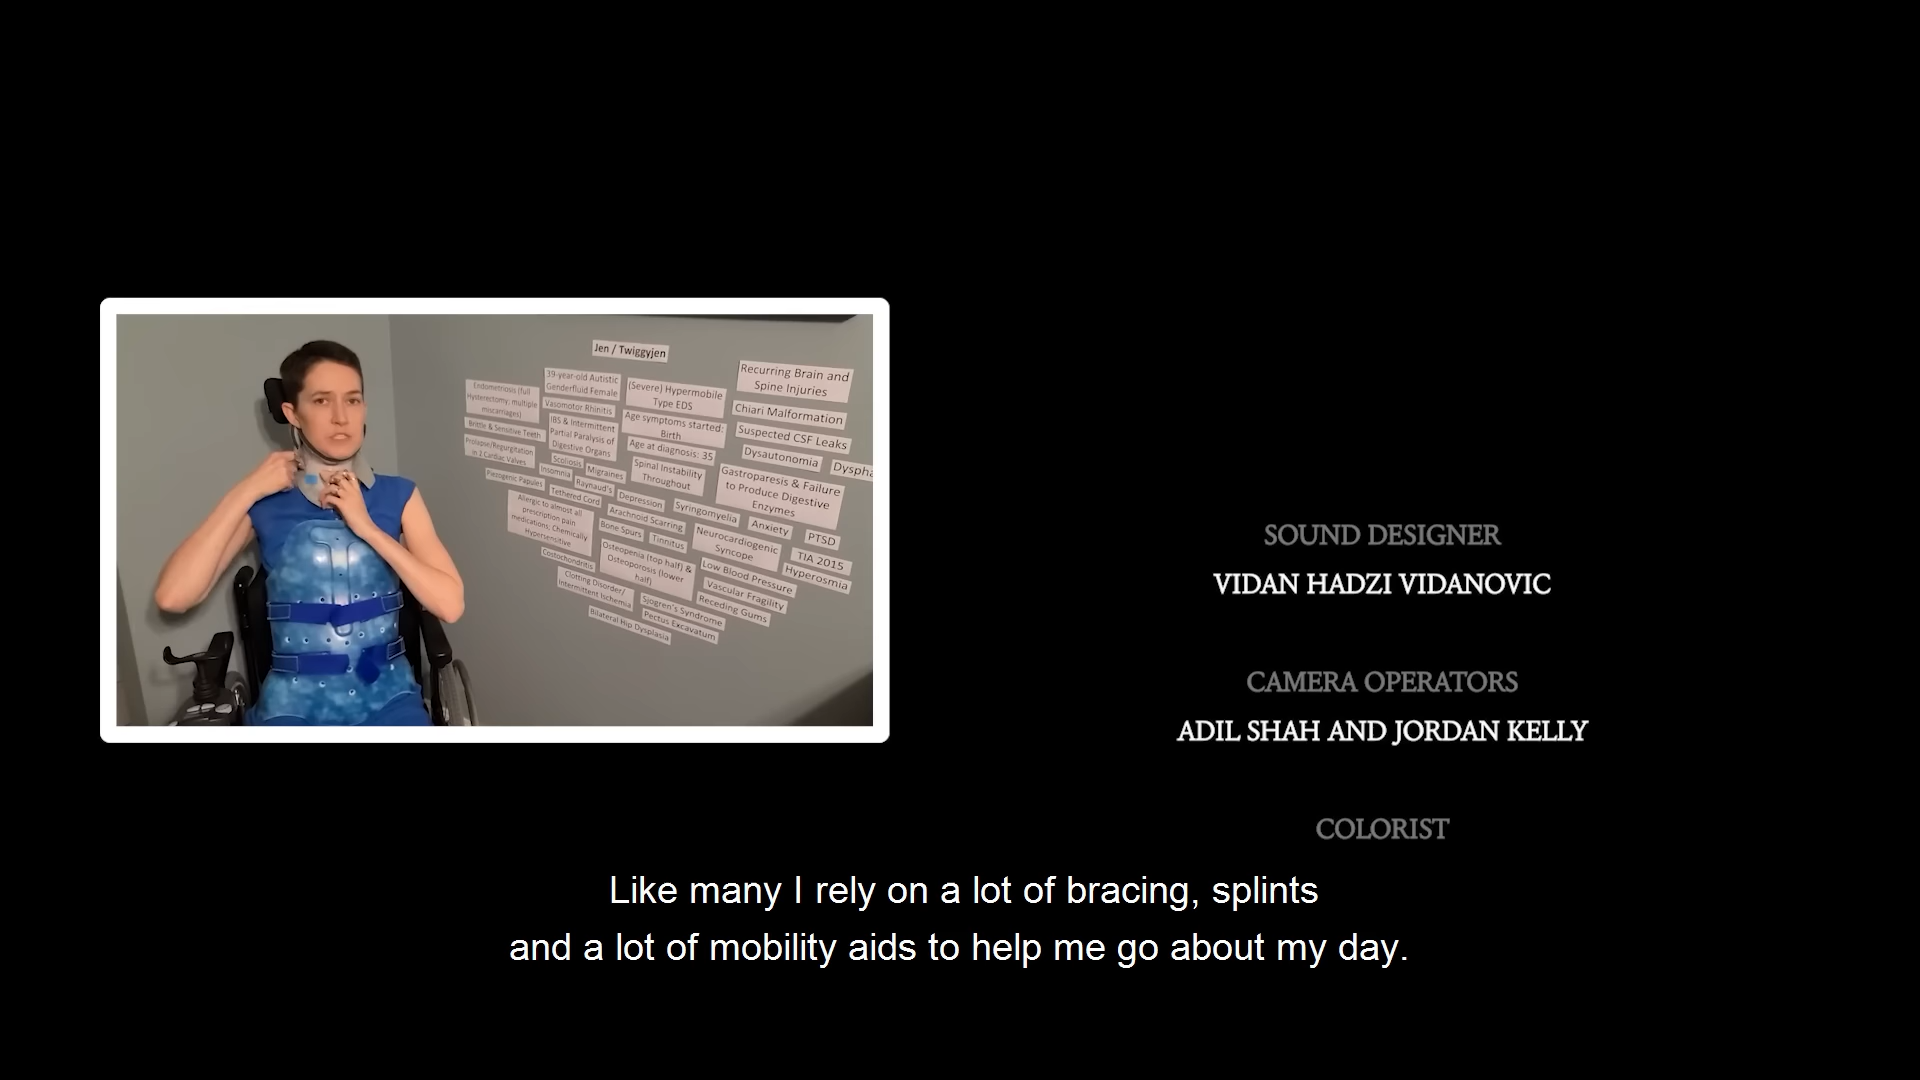 Jen / Twiggyjen
Endometriosis (full
Hysterectomy; multiple
miscarriages)
Brittle & Sensitive Teeth
Prolapse/Regurgitation
in 2 Cardiac Valves
Piezogenic Papules
39-year-old Autistic
Genderfluid Female
Vasomotor Rhinitis
IBS & Intermittent
Partial Paralysis of
Digestive Organs
Scoliosis
Migraines
Insomnia
Raynaud's
Tethered Cord
Depression
Allergic to almost all
prescription pain
medications; Chemically
Hypersensitive
Costochondritis
(Severe) Hypermobile
Type EDS
Age symptoms started:
Birth
Age at diagnosis: 35
Spinal Instability
Throughout
Syringomyelia
Arachnoid Scarring
Bone Spurs
Tinnitus
Osteopenia (top half) &
Osteoporosis (lower
half)
Clotting Disorder/
Intermittent Ischemia
Sjogren's Syndrome
Pectus Excavatum
Bilateral Hip Dysplasia
Recurring Brain and
Spine Injuries
Chiari Malformation
Suspected CSF Leaks
Dysautonomia
Dyspha
Gastroparesis & Failure
to Produce Digestive
Enzymes
Anxiety
PTSD
Neurocardiogenic
Syncope
TIA 2015
Hyperosmia
Low Blood Pressure
Vascular Fragility
Receding Gums
SOUND DESIGNER
VIDAN HADZI VIDANOVIC
CAMERA OPERATORS
ADIL SHAH AND JORDAN KELLY
COLORIST
Like many I rely on a lot of bracing, splints
and a lot of mobility aids to help me go about my day.